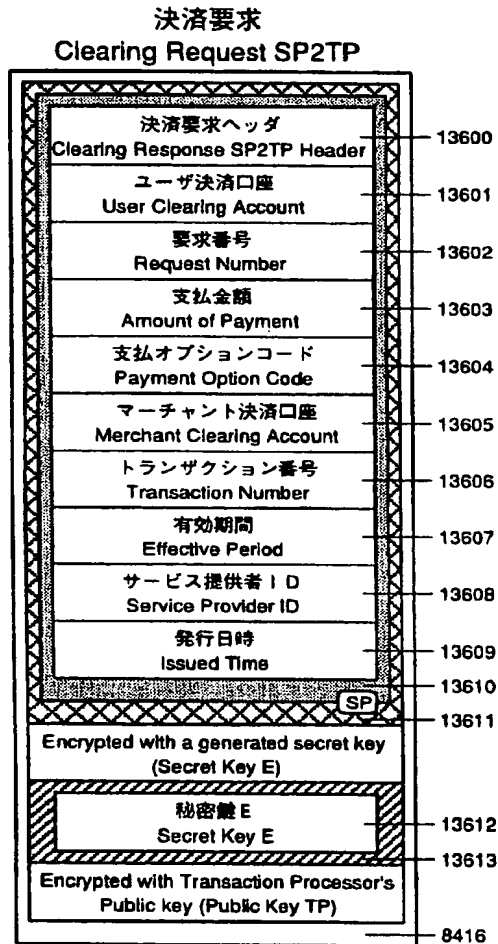 決済要求
Clearing Request SP2TP
決済要求ヘッダ
Clearing Response SP2TP Header
13600
ユーザ決済口座
User Clearing Account
13601
要求番号
Request Number
13602
支払金額
Amount of Payment
13603
支払オプションコード
Payment Option Code
13604
マーチャント決済口座
Merchant Clearing Account
13605
トランザクション番号
Transaction Number
13606
有効期間
Effective Period
13607
サービス提供者ID
Service Provider ID
13608
発行日時
Issued Time
13609
13610
SP
13611
Encrypted with a generated secret key
(Secret Key E)
秘密鍵E
Secret Key E
13612
13613
Encrypted with Transaction Processor's
Public key (Public Key TP)
8416